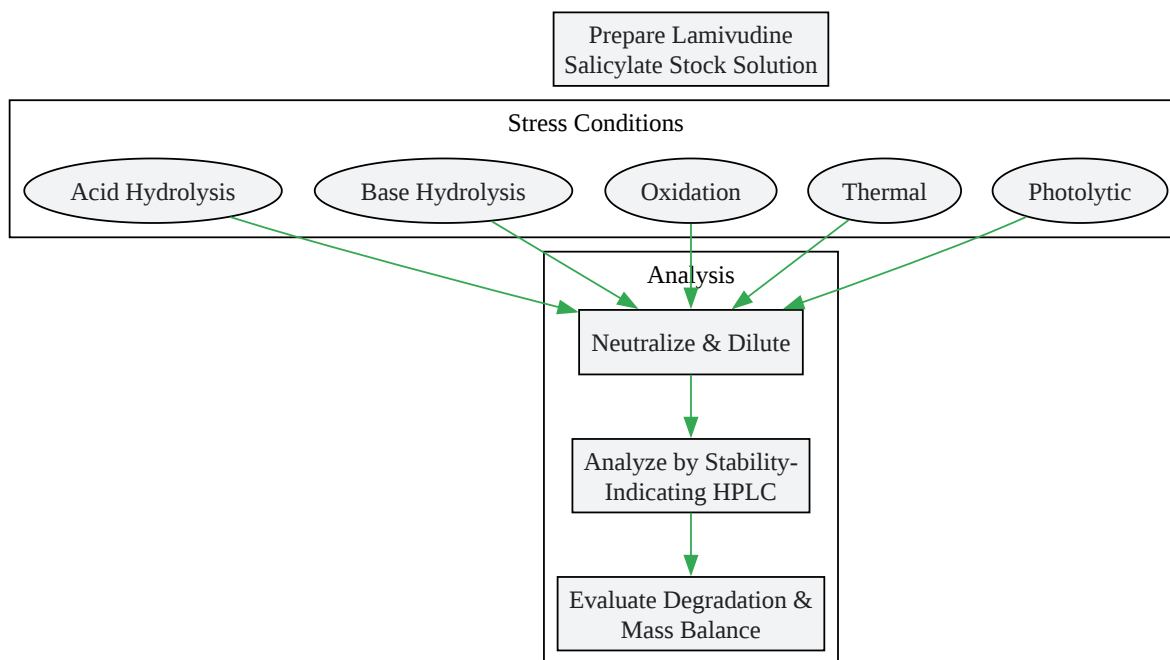 Prepare Lamivudine
Salicylate Stock Solution
Stress Conditions
Acid Hydrolysis
Base Hydrolysis
Oxidation
Thermal
Photolytic
Analysis
Neutralize & Dilute
Analyze by Stability-
Indicating HPLC
Evaluate Degradation &
Mass Balance